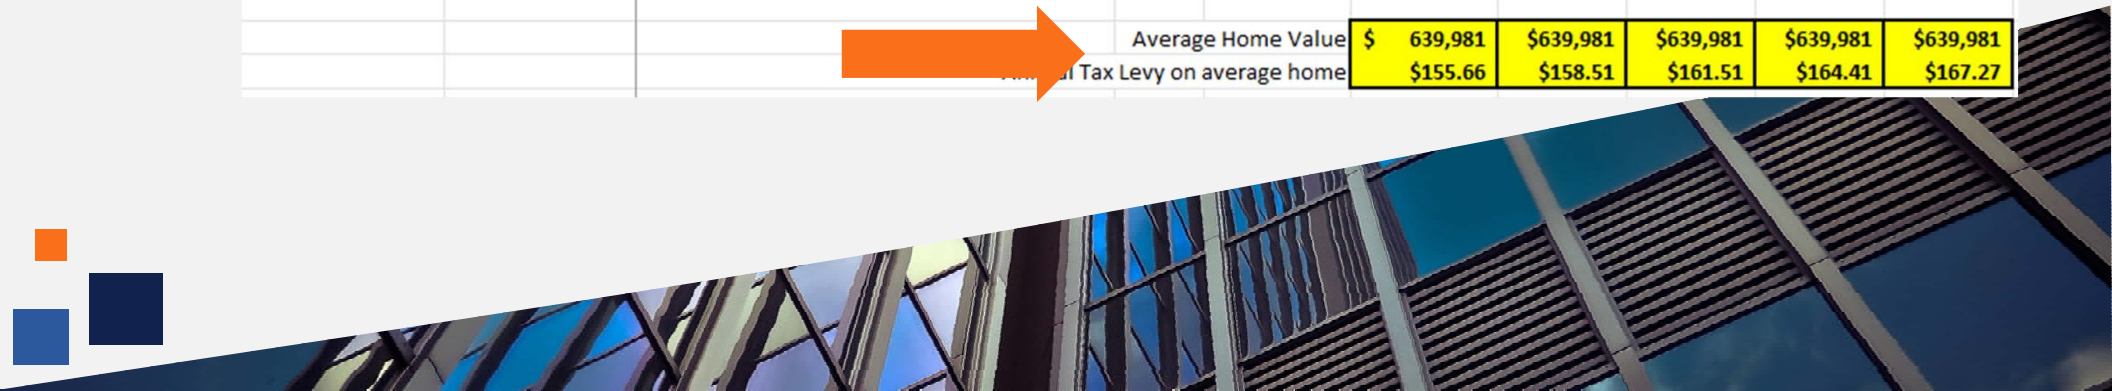 Average Home Value $ 639,981 $639,981 $639,981 $639,981 $639,981
Tax Levy on average home $155.66 $158.51 $161.51 $164.41 $167.27